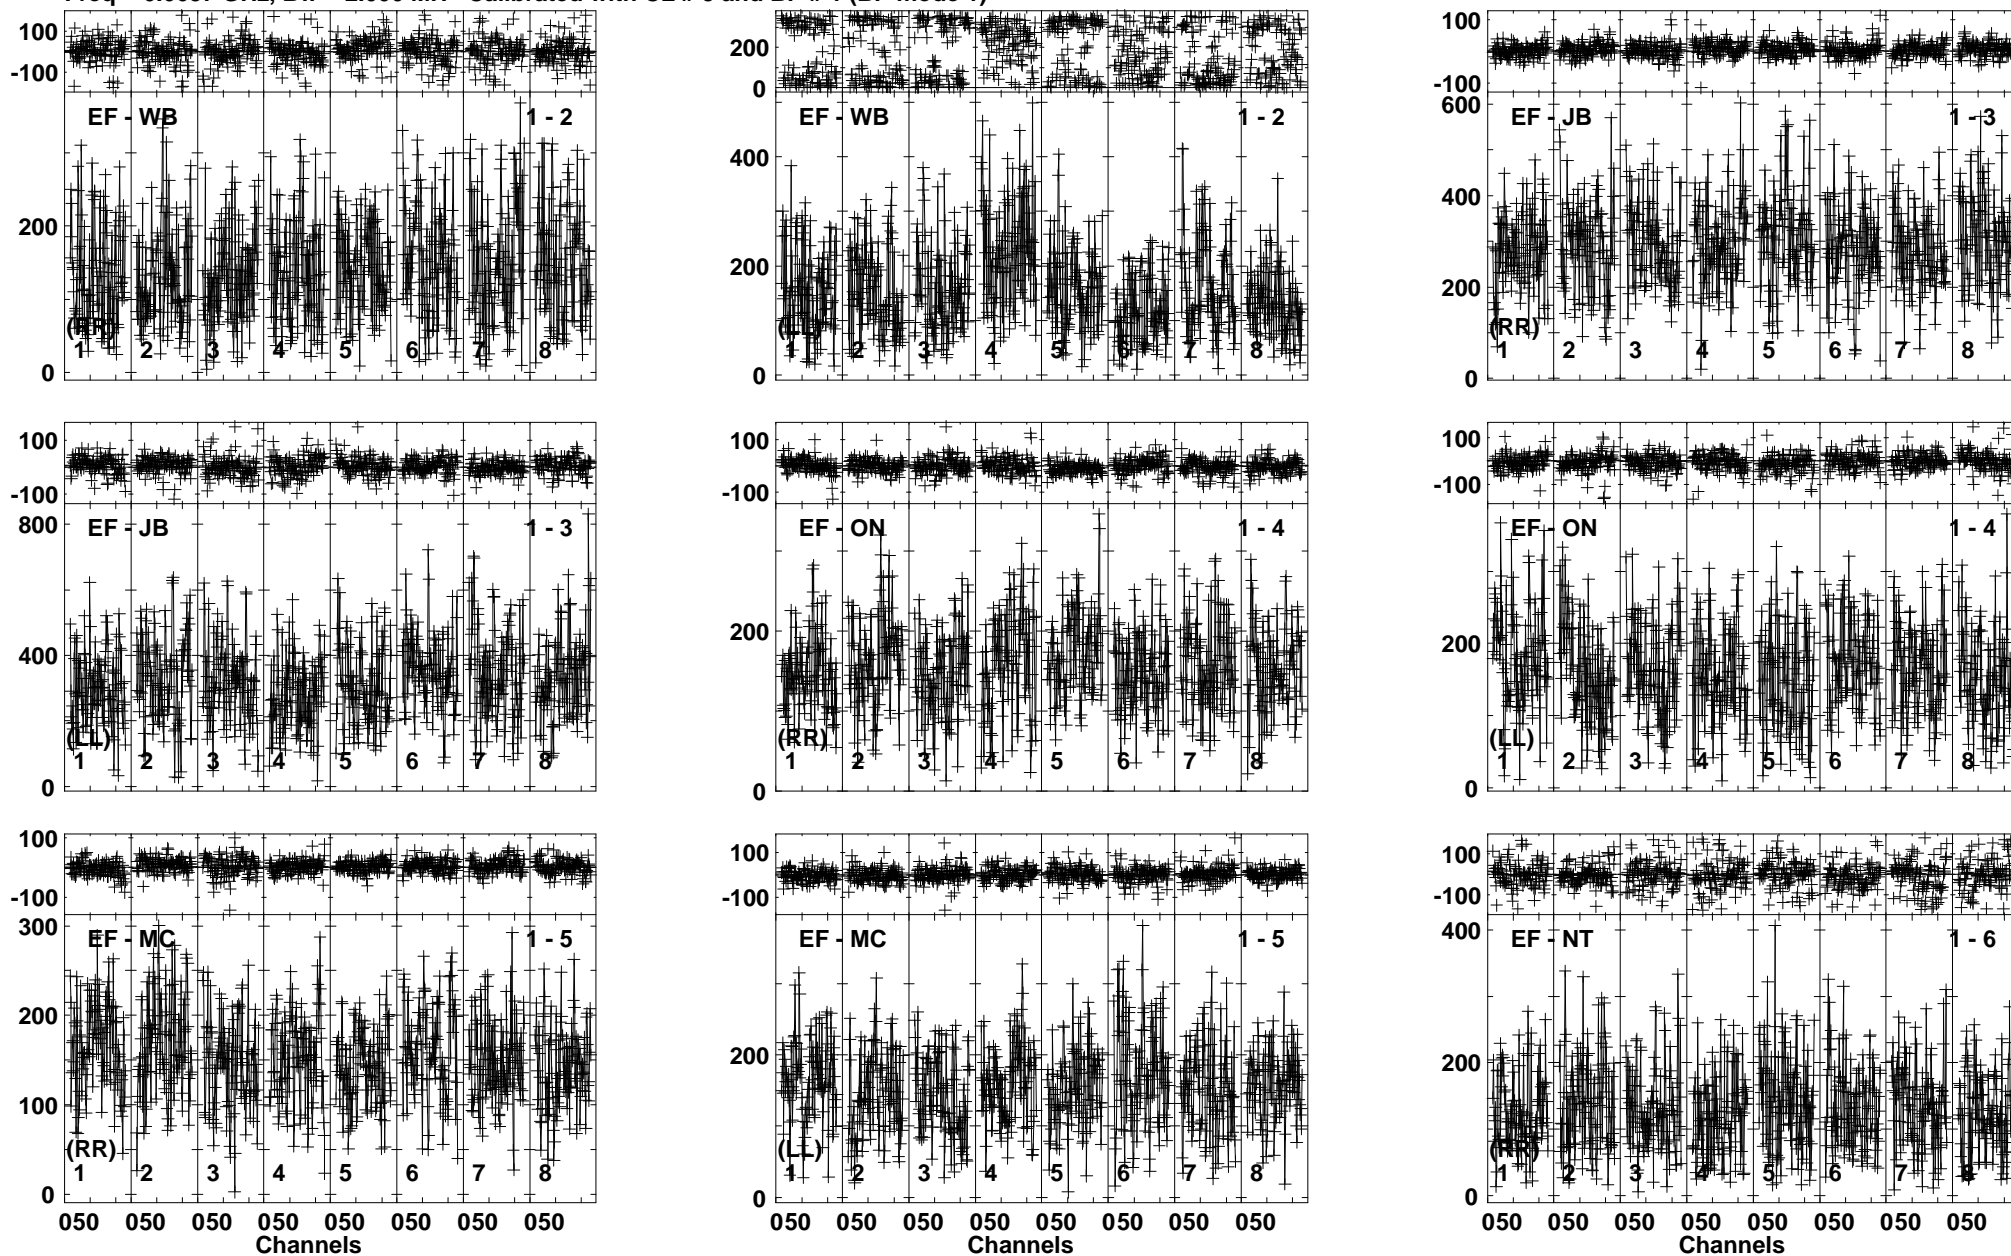 100 -100 200 0 100 -100
EF - WB 1 - 2 EF - WB 1 - 2 EF - JB 1 - 3
200 0 400 200 0 600 400 200 0
(RR) (LL) (RR)
1 2 3 4 5 6 7 8 1 2 3 4 5 6 7 8 1 2 3 4 5 6 7 8
100 -100 100 -100 100 -100
EF - JB 1 - 3 EF - ON 1 - 4 EF - ON 1 - 4
800 400 0 200 0 200 0
(LL) (RR) (LL)
1 2 3 4 5 6 7 8 1 2 3 4 5 6 7 8 1 2 3 4 5 6 7 8
100 -100 100 -100 100 -100
EF - MC 1 - 5 EF - MC 1 - 5 EF - NT 1 - 6
300 200 100 0 200 0 400 200 0
(RR) (LL) (RR)
1 2 3 4 5 6 7 8 1 2 3 4 5 6 7 8 1 2 3 4 5 6 7 8
050 050 050 050 050 050 050 050 050 050 050 050 050 050 050 050 050 050 050 050 050 050 050 050
Channels Channels Channels